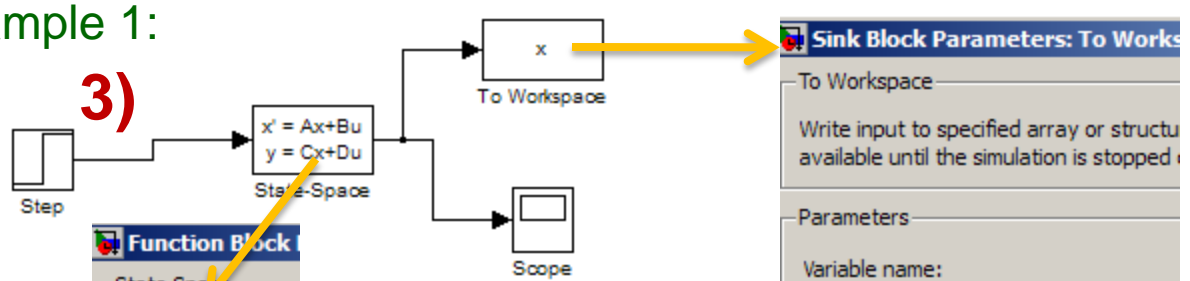 mple 1:
3)
Step
x' = Ax+Bu
y = Cx+Du
State-Space
x
To Workspace
Scope
Function Block
Sink Block Parameters: To Works
To Workspace
Write input to specified array or structu
available until the simulation is stopped
Parameters
Variable name: